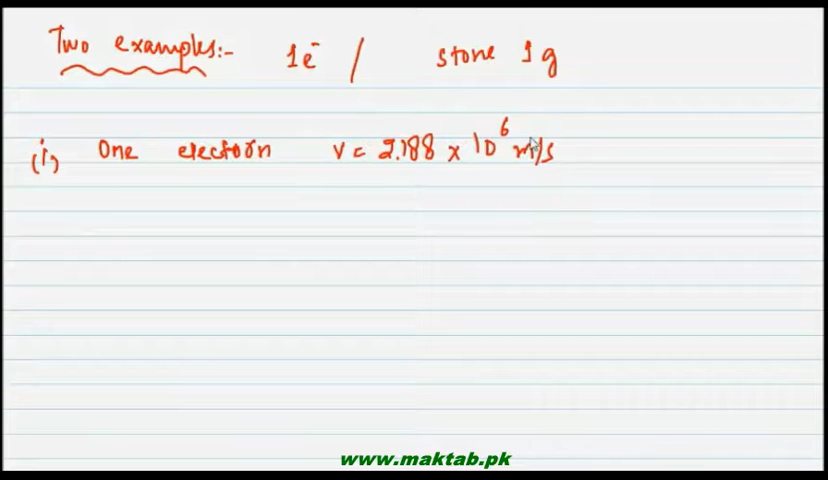 Two examples:- 1e⁻ / stone 1g
(i) One electron v = 2.188 × 10⁶ m/s
www.maktab.pk